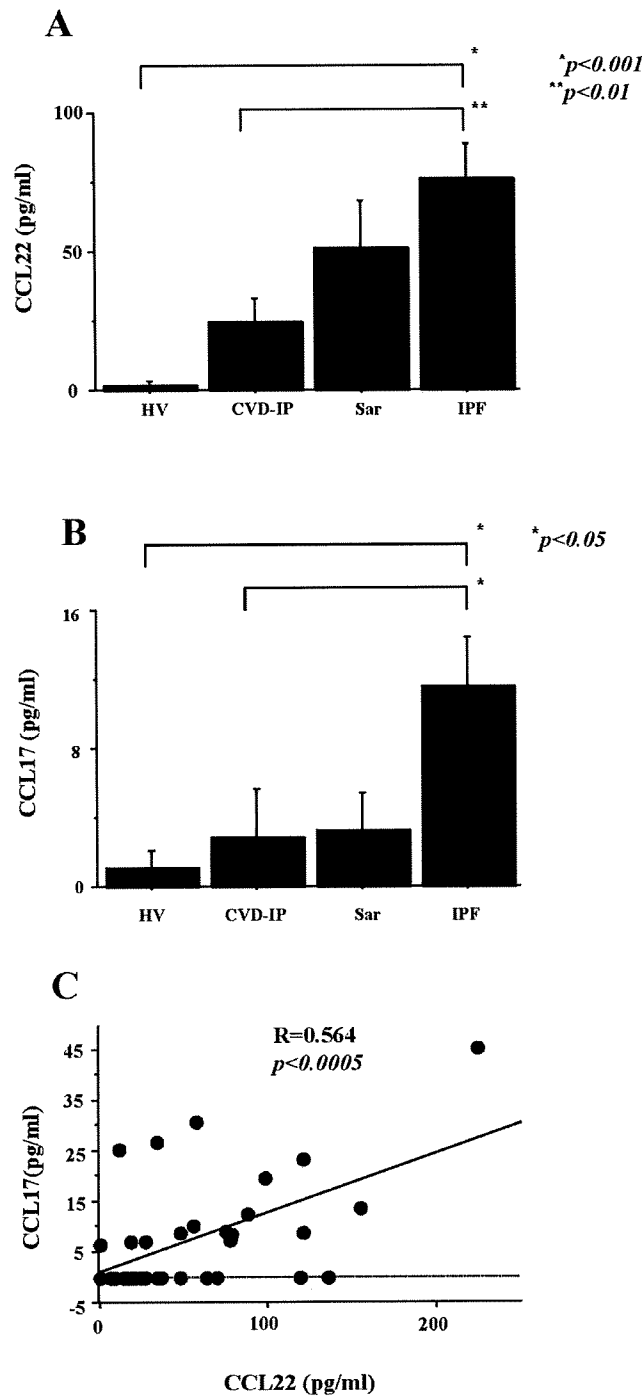 A
*
*p<0.001
**p<0.01
**
100
50
0
CCL22 (pg/ml)
HV CVD-IP Sar IPF
B
*
*p<0.05
*
16
8
0
CCL17 (pg/ml)
HV CVD-IP Sar IPF
C
R=0.564
p<0.0005
45
35
25
15
5
-5
CCL17(pg/ml)
0 100 200
CCL22 (pg/ml)